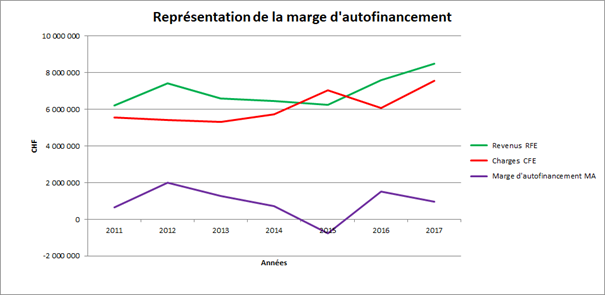 Représentation de la marge d'autofinancement
10 000 000
8 000 000
6 000 000
4 000 000
2 000 000
0
-2 000 000
CHF
2011 2012 2013 2014 2015 2016 2017
Années
Revenus RFE
Charges CFE
Marge d'autofinancement MA